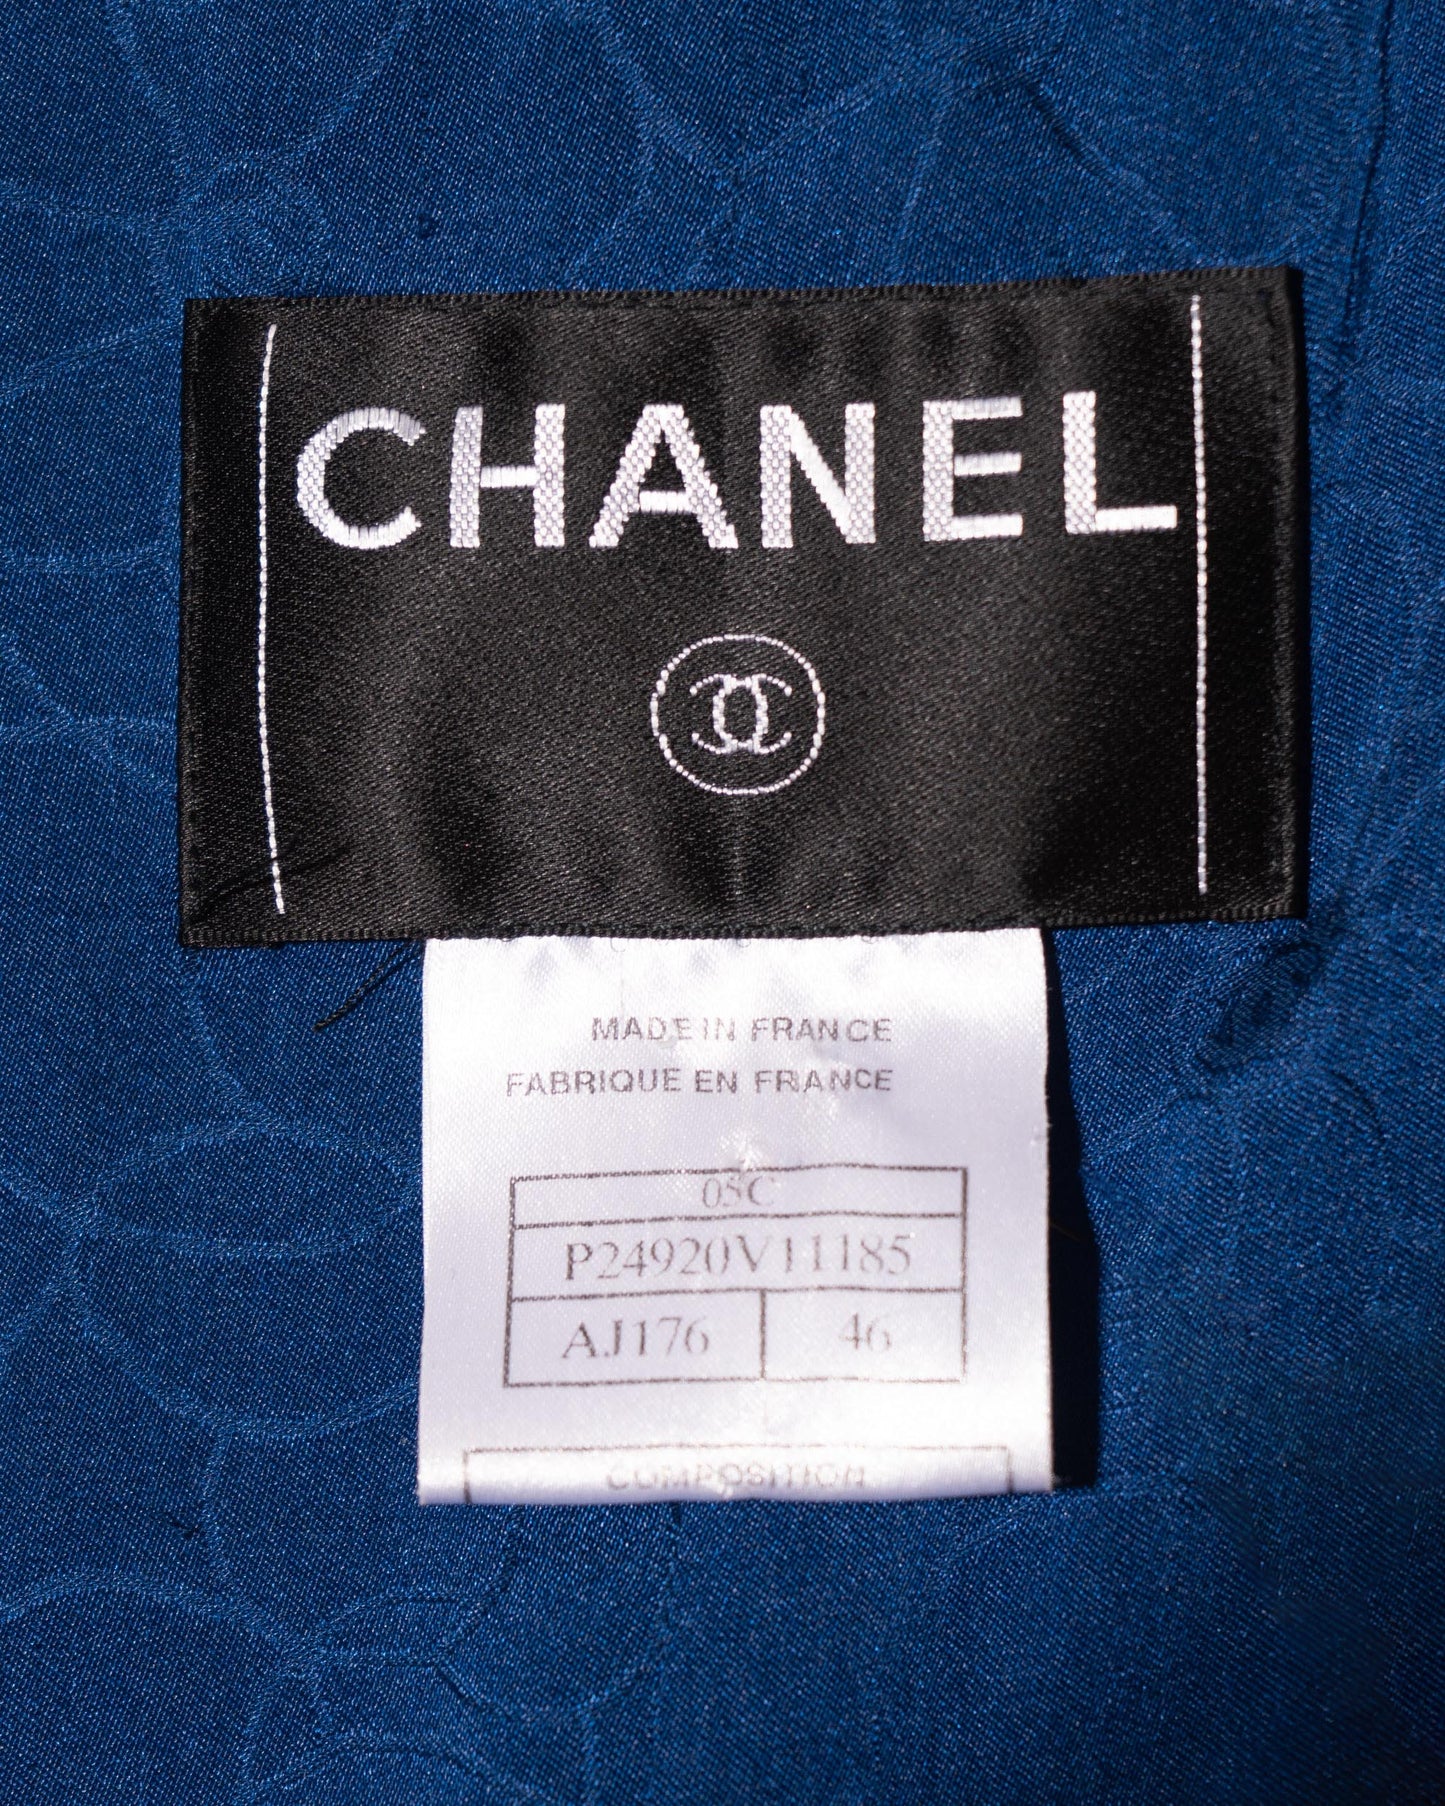 CHANEL
MADE IN FRANCE
FABRIQUE EN FRANCE
05C
P24920V11185
AJ176 46
COMPOSITION